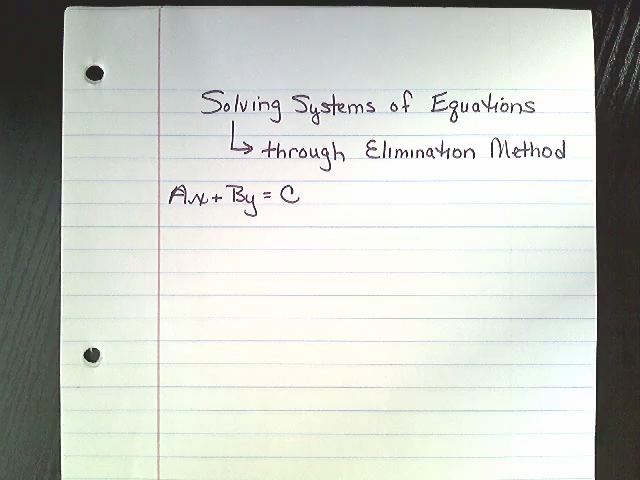 Solving Systems of Equations
↳ through Elimination Method
Ax + By = C